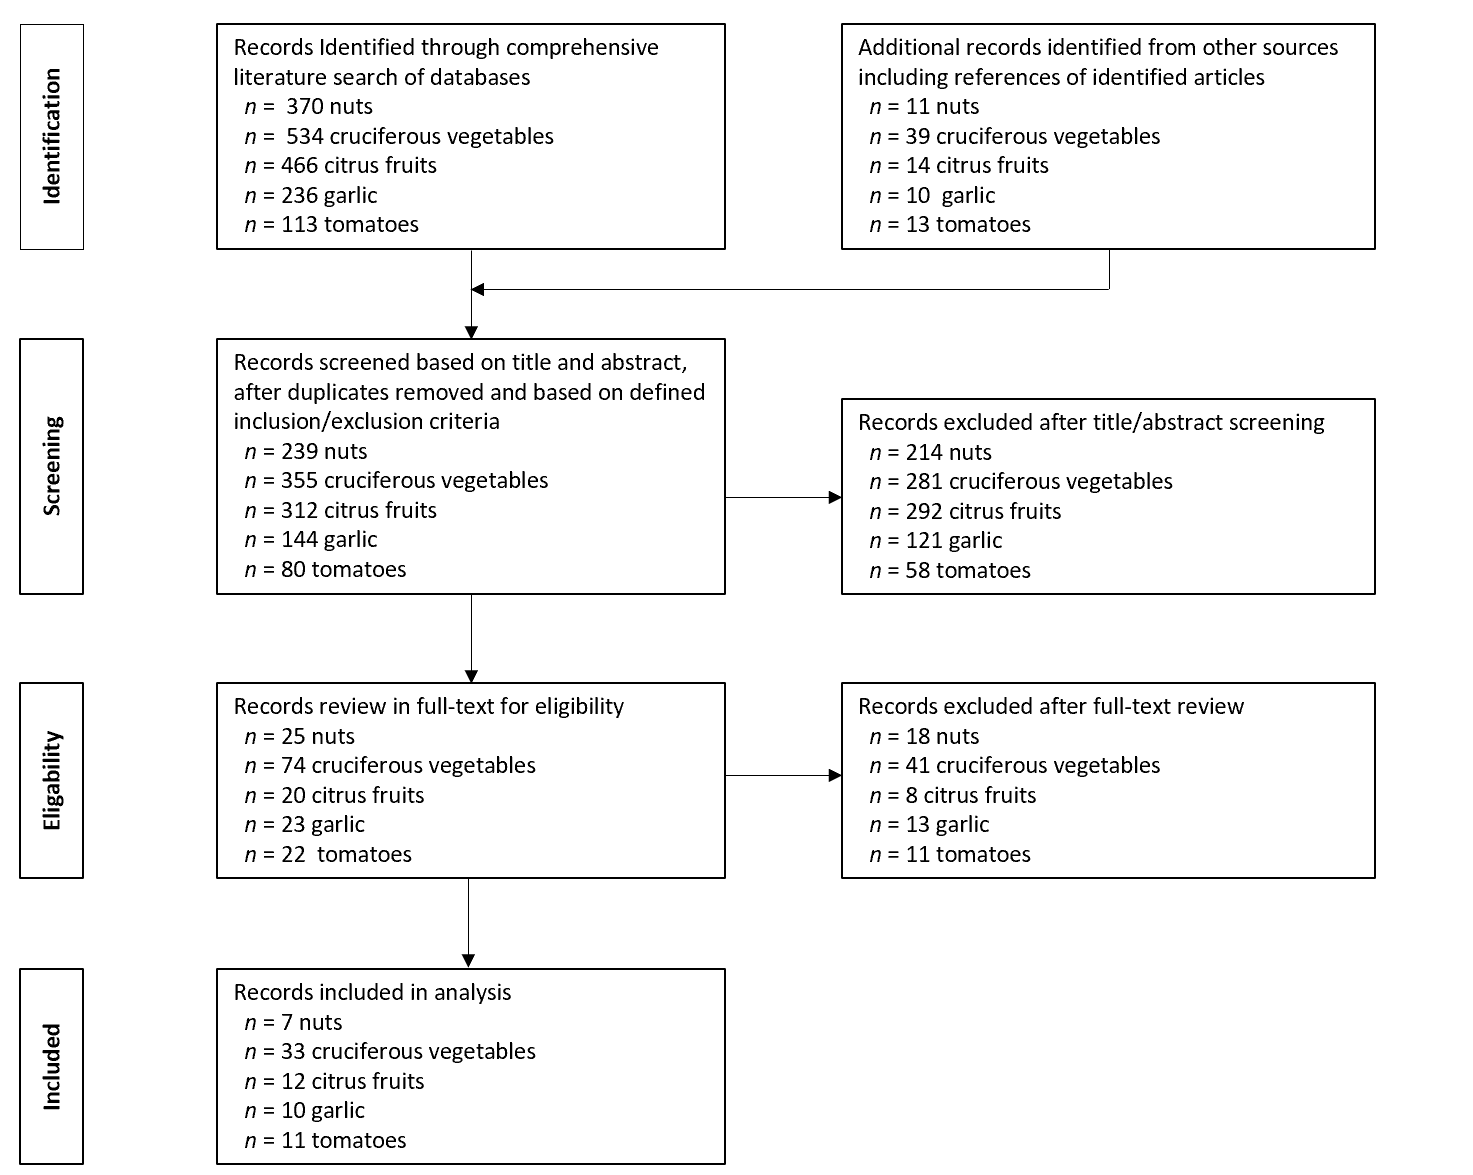 Identification
Records Identified through comprehensive
literature search of databases
n = 370 nuts
n = 534 cruciferous vegetables
n = 466 citrus fruits
n = 236 garlic
n = 113 tomatoes
Additional records identified from other sources
including references of identified articles
n = 11 nuts
n = 39 cruciferous vegetables
n = 14 citrus fruits
n = 10 garlic
n = 13 tomatoes
Screening
Records screened based on title and abstract,
after duplicates removed and based on defined
inclusion/exclusion criteria
n = 239 nuts
n = 355 cruciferous vegetables
n = 312 citrus fruits
n = 144 garlic
n = 80 tomatoes
Records excluded after title/abstract screening
n = 214 nuts
n = 281 cruciferous vegetables
n = 292 citrus fruits
n = 121 garlic
n = 58 tomatoes
Eligability
Records review in full-text for eligibility
n = 25 nuts
n = 74 cruciferous vegetables
n = 20 citrus fruits
n = 23 garlic
n = 22 tomatoes
Records excluded after full-text review
n = 18 nuts
n = 41 cruciferous vegetables
n = 8 citrus fruits
n = 13 garlic
n = 11 tomatoes
Included
Records included in analysis
n = 7 nuts
n = 33 cruciferous vegetables
n = 12 citrus fruits
n = 10 garlic
n = 11 tomatoes